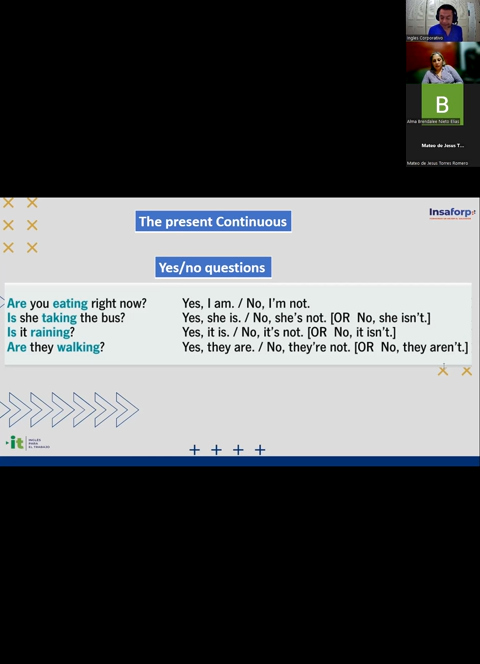 Ingles Corporativo
B
Alma Brendalee Nieto Elias
Mateo de Jesus T...
Mateo de Jesus Torres Romero
The present Continuous
Insaforp
Yes/no questions
Are you eating right now? Yes, I am. / No, I'm not.
Is she taking the bus? Yes, she is. / No, she's not. [OR No, she isn't.]
Is it raining? Yes, it is. / No, it's not. [OR No, it isn't.]
Are they walking? Yes, they are. / No, they're not. [OR No, they aren't.]
it
INGLÉS
PARA
EL TRABAJO